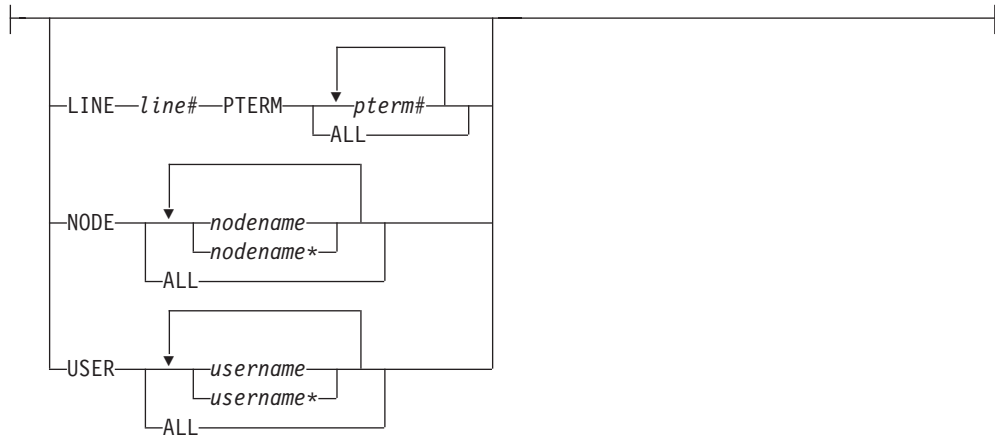 LINE line# PTERM pterm#
ALL
NODE nodename
nodename*
ALL
USER username
username*
ALL